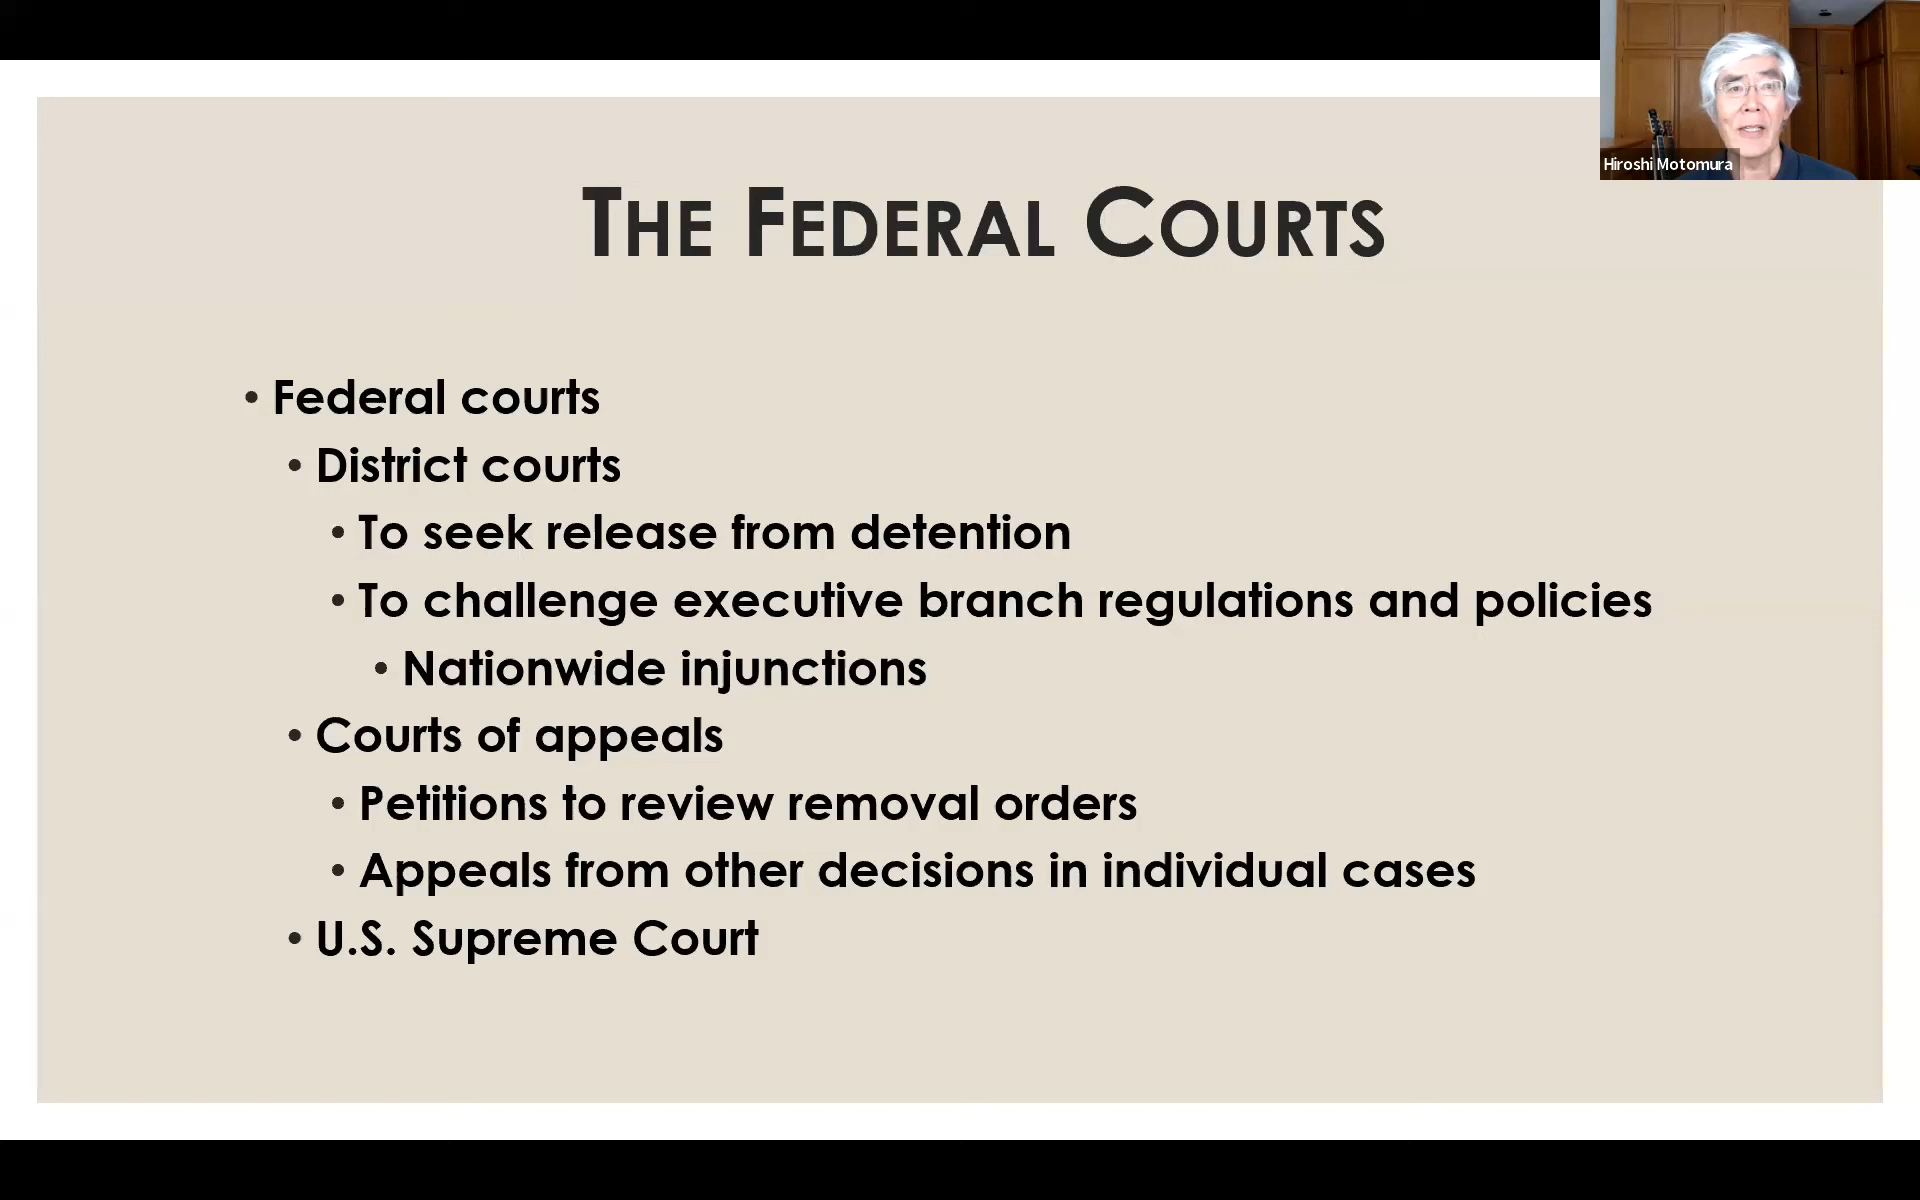 Hiroshi Motomura
THE FEDERAL COURTS
• Federal courts
• District courts
• To seek release from detention
• To challenge executive branch regulations and policies
• Nationwide injunctions
• Courts of appeals
• Petitions to review removal orders
• Appeals from other decisions in individual cases
• U.S. Supreme Court